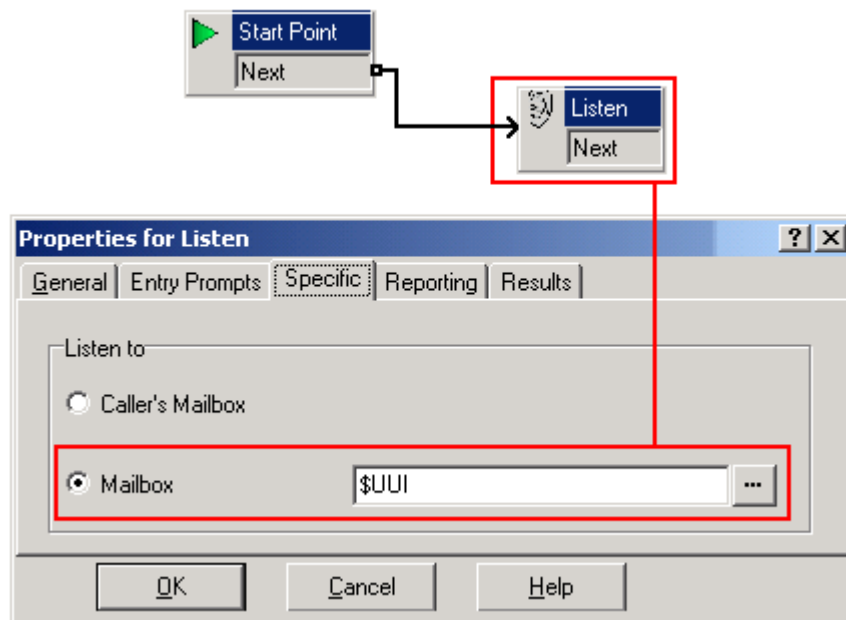 Start Point
Next
Listen
Next
Properties for Listen
General Entry Prompts Specific Reporting Results
Listen to
Caller's Mailbox
Mailbox $UUI ...
OK Cancel Help